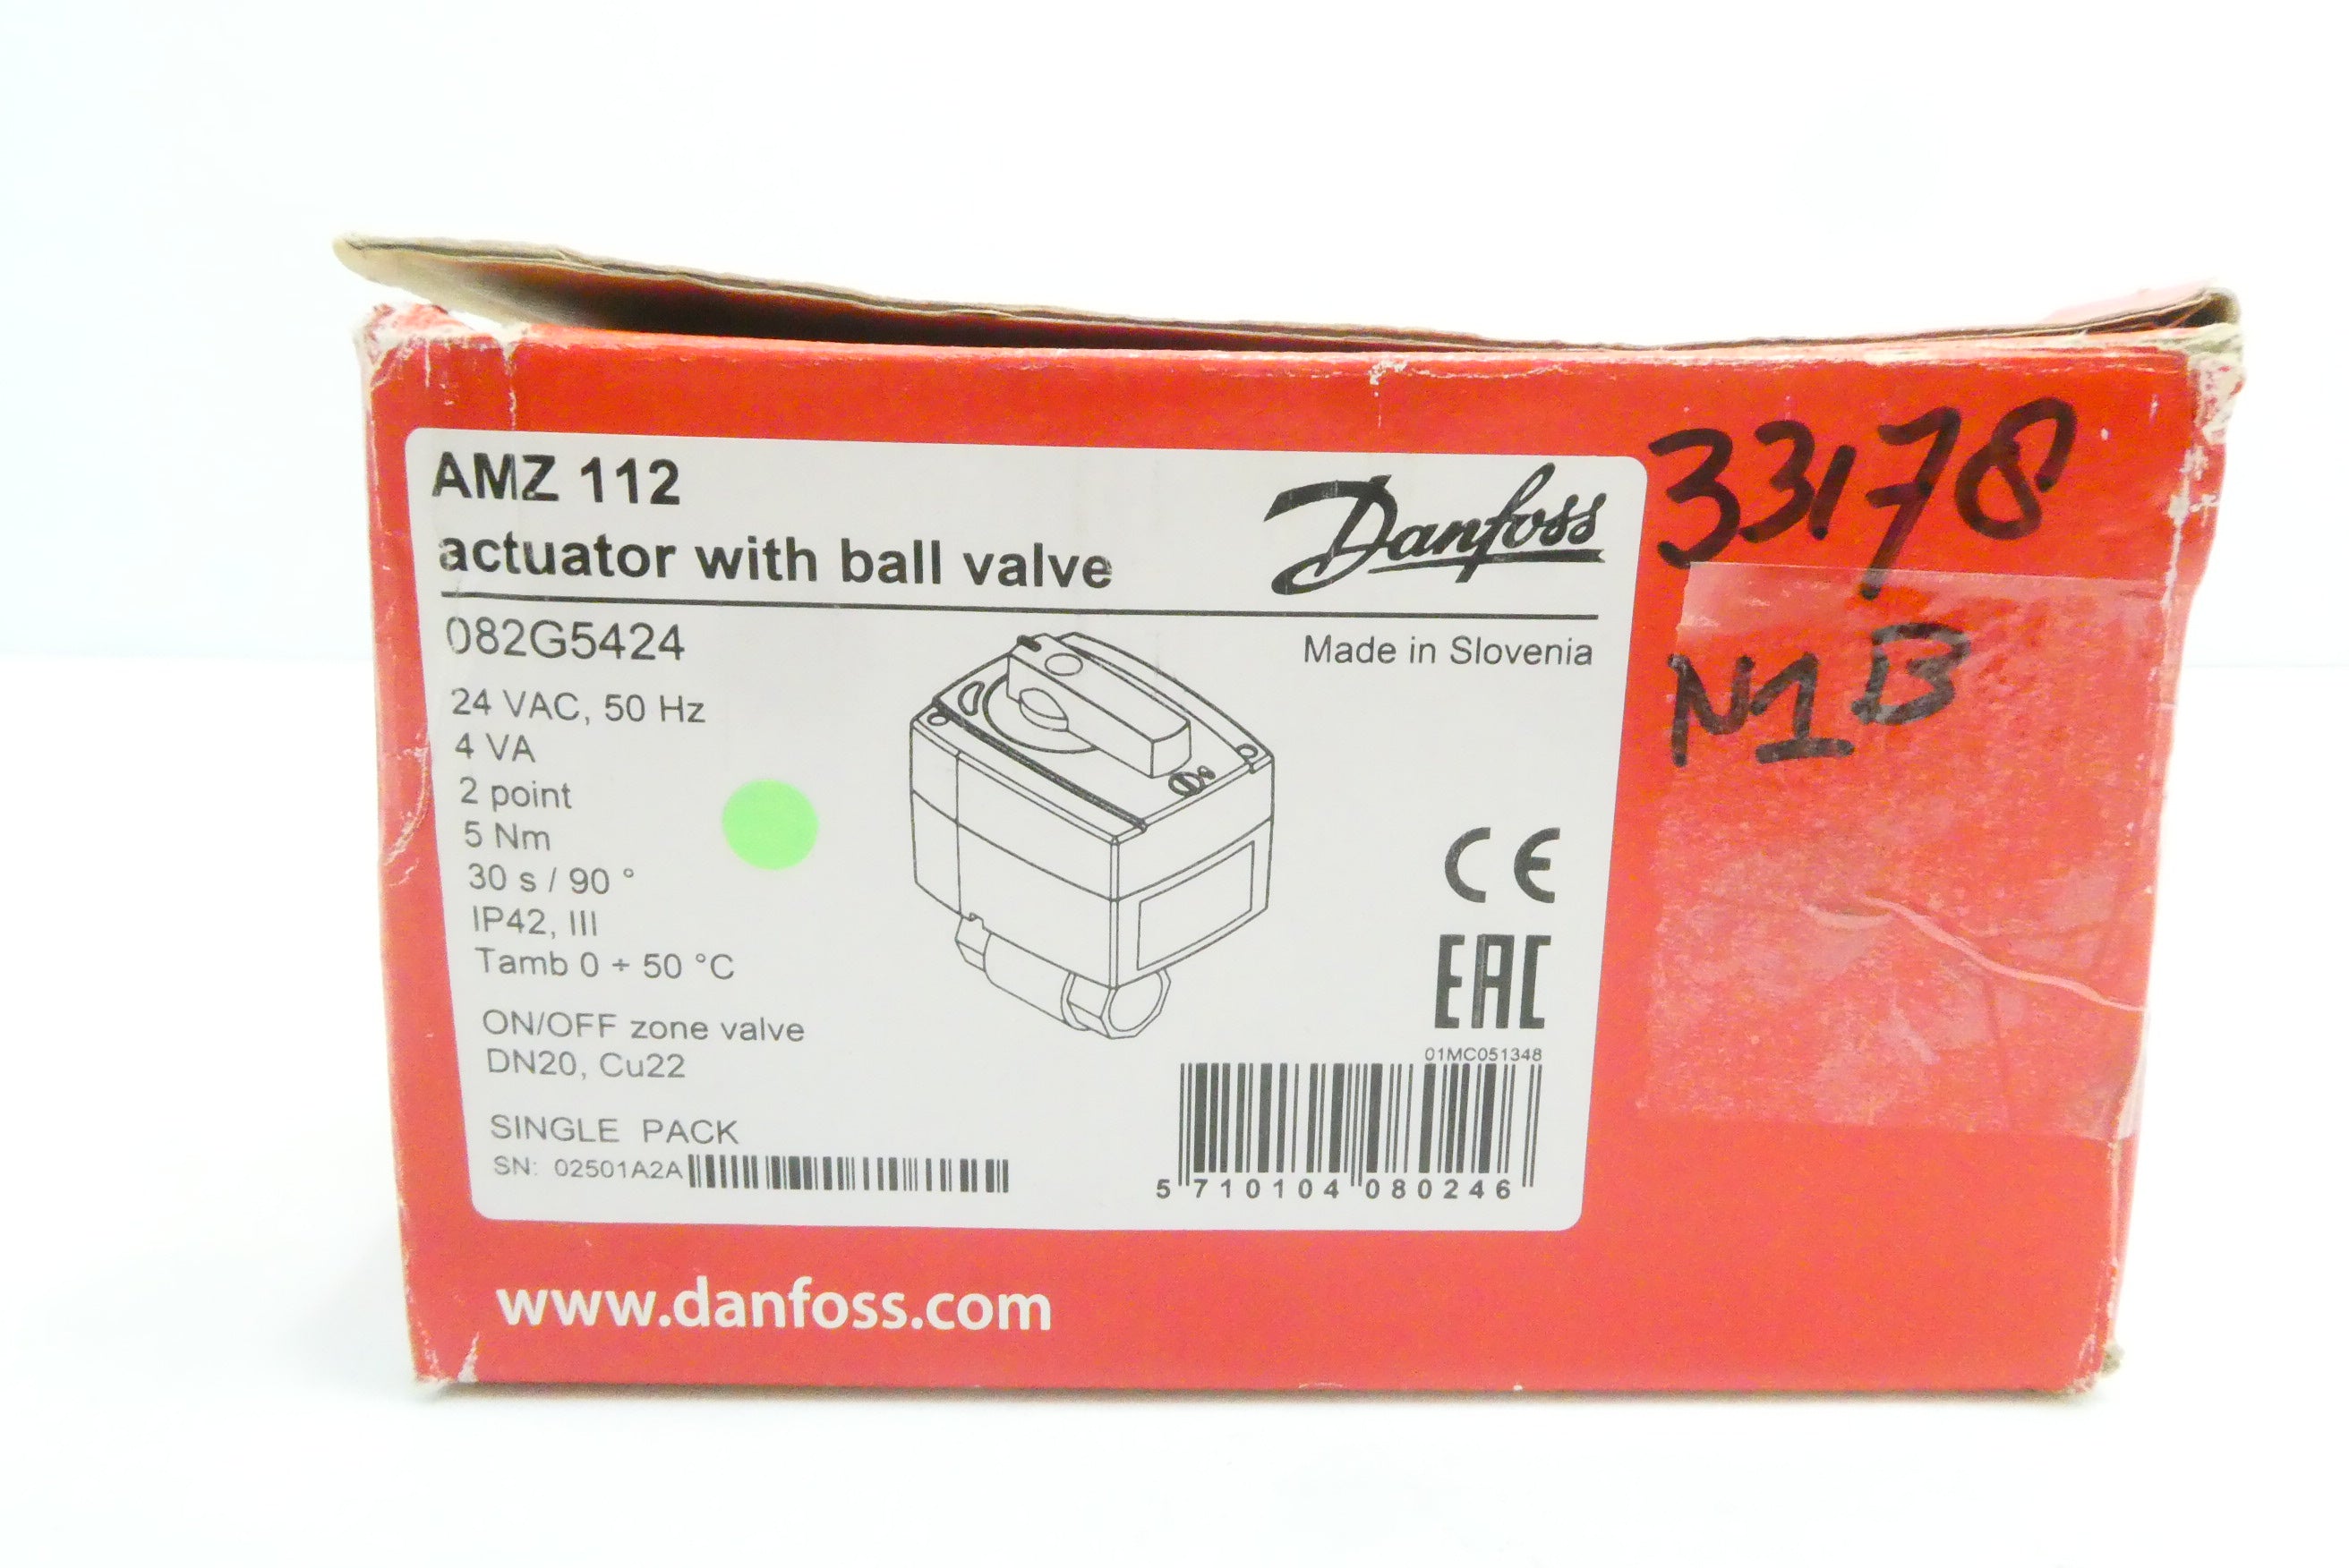 AMZ 112
actuator with ball valve
Danfoss
082G5424
Made in Slovenia
24 VAC, 50 Hz
4 VA
2 point
5 Nm
30 s / 90 °
IP42, III
Tamb 0 ÷ 50 °C
ON/OFF zone valve
DN20, Cu22
CE
EAC
01MC051348
SINGLE PACK
SN: 02501A2A
5 710104 080246
www.danfoss.com
33178
N1B